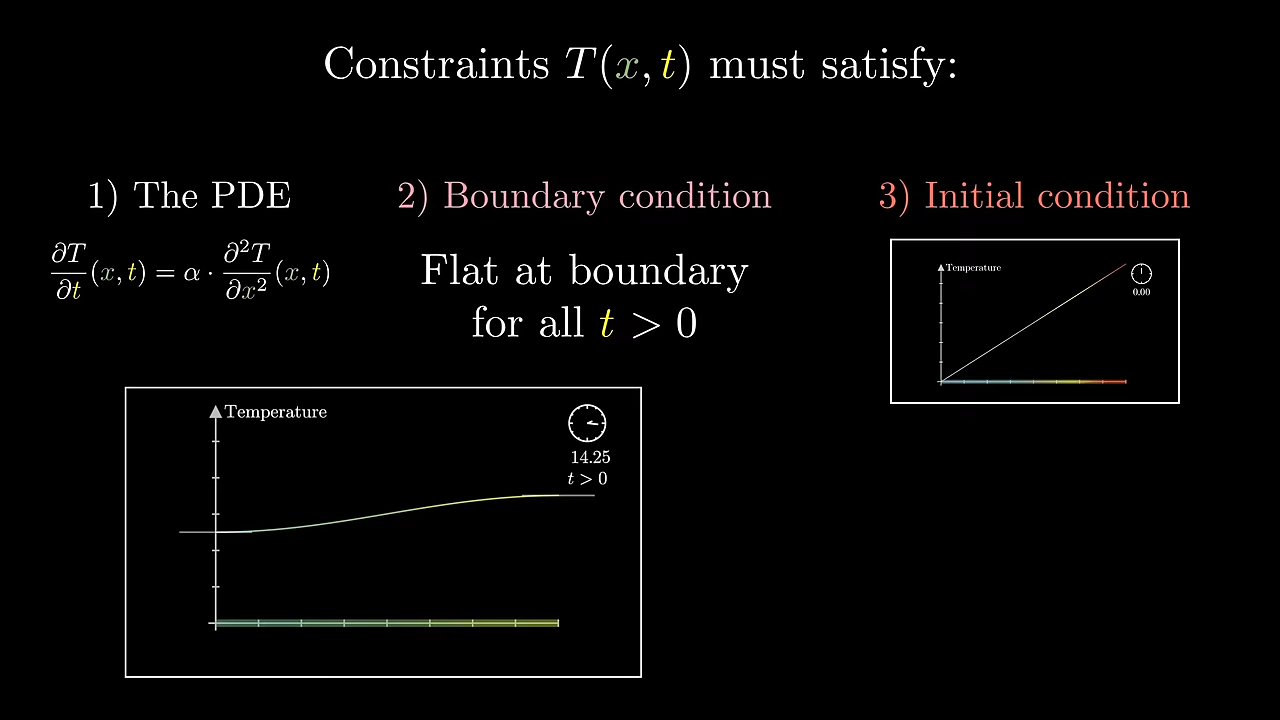 Constraints T(x, t) must satisfy:
1) The PDE
∂T/∂t (x, t) = α · ∂²T/∂x² (x, t)
2) Boundary condition
Flat at boundary
for all t > 0
3) Initial condition
Temperature
0.00
Temperature
14.25
t > 0